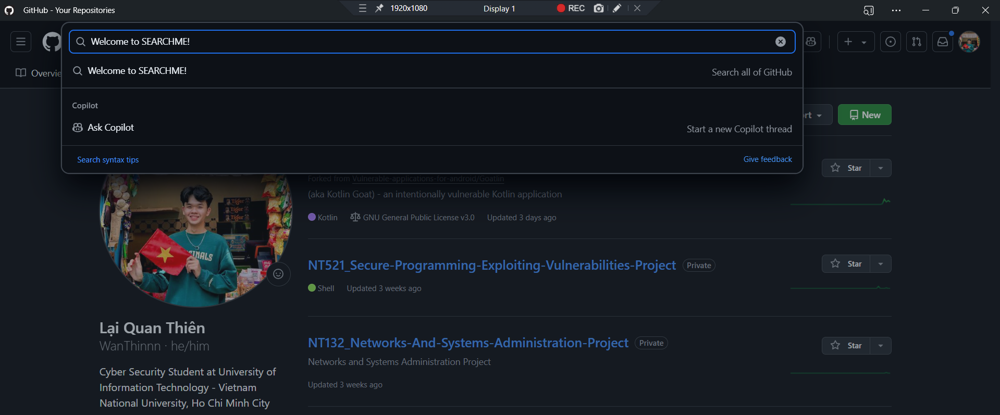 GitHub - Your Repositories
1920x1080
Display 1
REC
Welcome to SEARCHME!
Welcome to SEARCHME!
Search all of GitHub
Overvie
Copilot
Ask Copilot
Start a new Copilot thread
Search syntax tips
Give feedback
rt
New
Star
Forked from Vulnerable-applications-for-android/Goatlin
(aka Kotlin Goat) - an intentionally vulnerable Kotlin application
Kotlin
GNU General Public License v3.0
Updated 3 days ago
Tiger
Tiger
Tiger
INALS
NT521_Secure-Programming-Exploiting-Vulnerabilities-Project
Private
Star
Shell
Updated 3 weeks ago
Lại Quan Thiên
WanThinnn · he/him
Cyber Security Student at University of
Information Technology - Vietnam
National University, Ho Chi Minh City
NT132_Networks-And-Systems-Administration-Project
Private
Star
Networks and Systems Administration Project
Updated 3 weeks ago